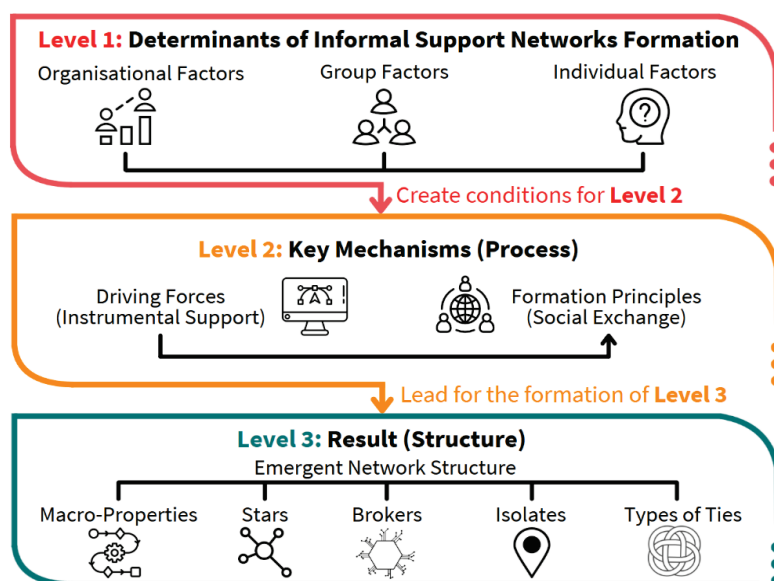 Level 1: Determinants of Informal Support Networks Formation
Organisational Factors
Group Factors
Individual Factors
?
Create conditions for Level 2
Level 2: Key Mechanisms (Process)
Driving Forces
(Instrumental Support)
Formation Principles
(Social Exchange)
Lead for the formation of Level 3
Level 3: Result (Structure)
Emergent Network Structure
Macro-Properties
Stars
Brokers
Isolates
Types of Ties